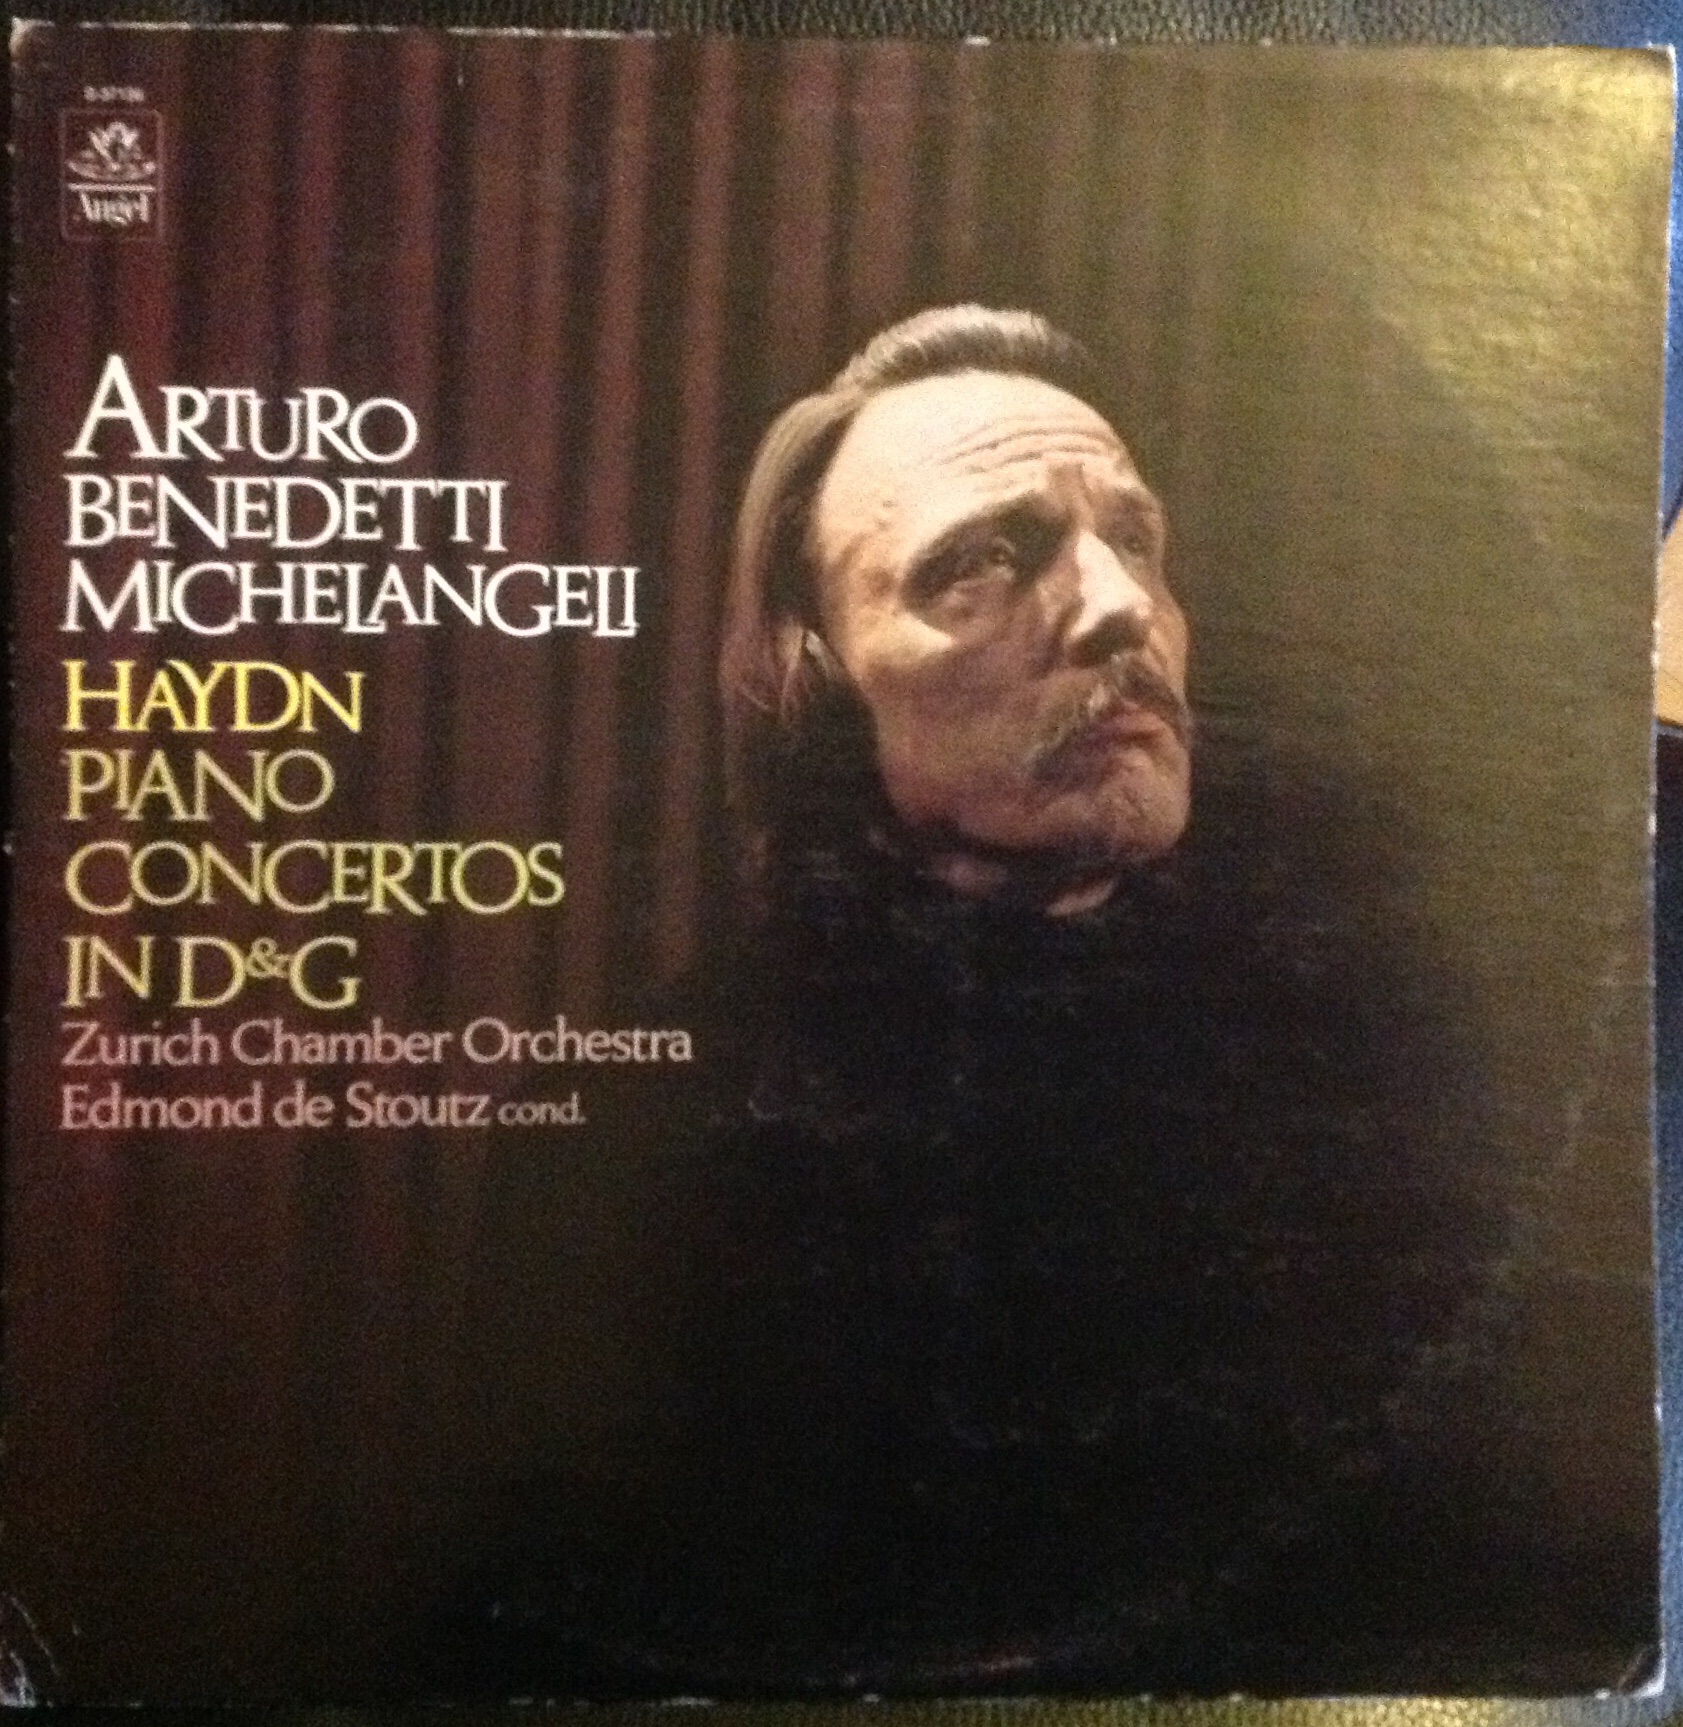 Angel
ARTURO
BENEDETTI
MICHELANGELI
HAYDN
PIANO
CONCERTOS
IN D&G
Zurich Chamber Orchestra
Edmond de Stoutz cond.